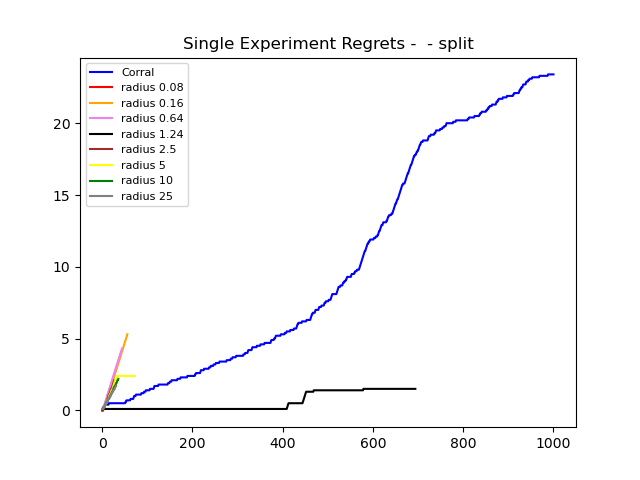 Single Experiment Regrets -  - split
Corral
radius 0.08
radius 0.16
radius 0.64
radius 1.24
radius 2.5
radius 5
radius 10
radius 25
20
15
10
5
0
0 200 400 600 800 1000